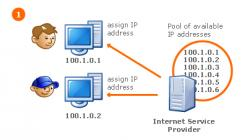 1
assign IP
address
100.1.0.1
Pool of available
IP addresses
100.1.0.1
100.1.0.2
100.1.0.3
100.1.0.4
100.1.0.5
100.1.0.6
assign IP
address
100.1.0.2
Internet Service
Provider